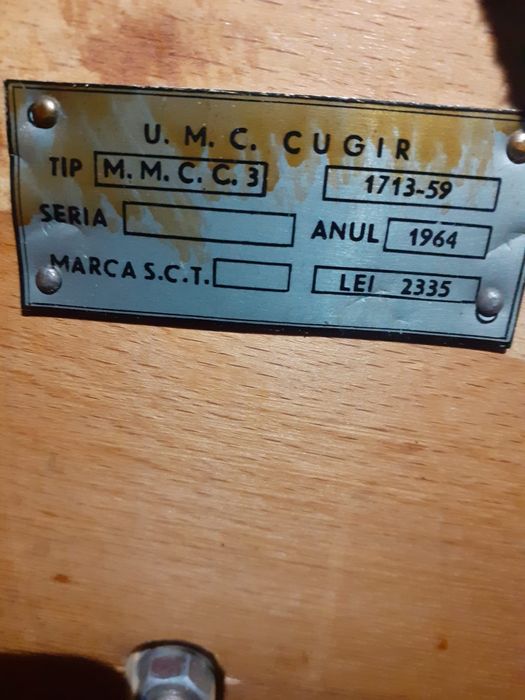 U. M. C. CUGIR
TIP M. M. C. C. 3 1713-59
SERIA ANUL 1964
MARCA S.C.T. LEI 2335